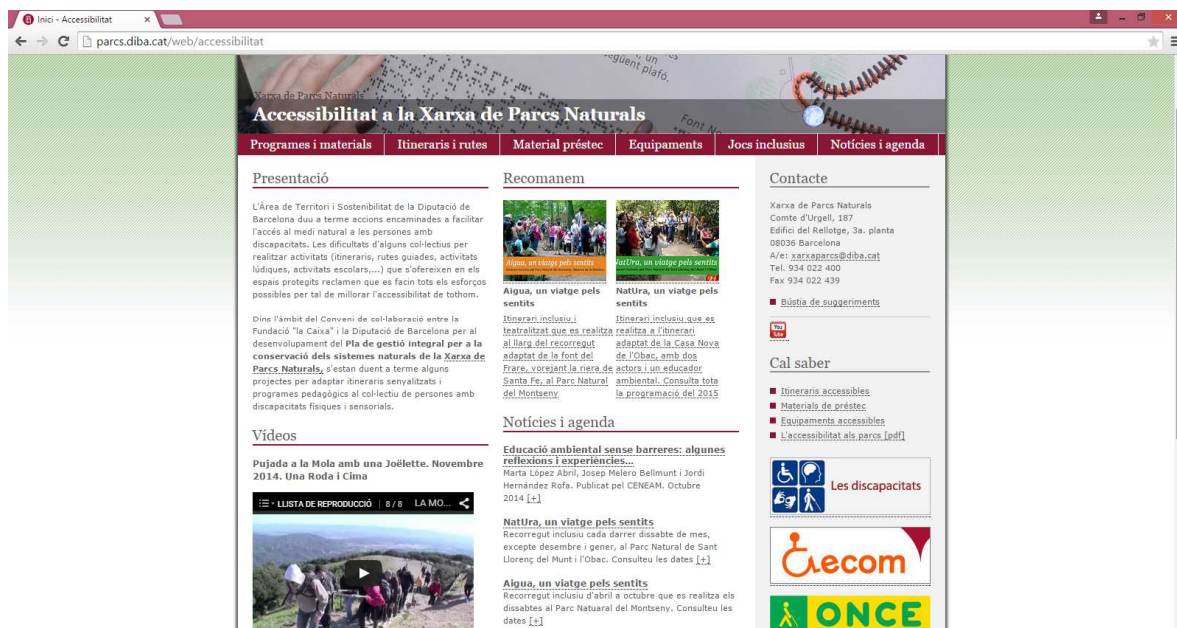 Inici - Accessibilitat
parcs.diba.cat/web/accessibilitat
un
següent plafó.
Font
Xarxa de Parcs Naturals
Accessibilitat a la Xarxa de Parcs Naturals
Programes i materials
Itineraris i rutes
Material préstec
Equipaments
Jocs inclusius
Notícies i agenda
Presentació
L'Àrea de Territori i Sostenibilitat de la Diputació de
Barcelona duu a terme accions encaminades a facilitar
l'accés al medi natural a les persones amb
discapacitats. Les dificultats d'alguns col·lectius per
realitzar activitats (itineraris, rutes guiades, activitats
lúdiques, activitats escolars,...) que s'ofereixen en els
espais protegits reclamen que es facin tots els esforços
possibles per tal de millorar l'accessibilitat de tothom.
Dins l'àmbit del Conveni de col·laboració entre la
Fundació "la Caixa" i la Diputació de Barcelona per al
desenvolupament del Pla de gestió integral per a la
conservació dels sistemes naturals de la Xarxa de
Parcs Naturals, s'estan duent a terme alguns
projectes per adaptar itineraris senyalitzats i
programes pedagògics al col·lectiu de persones amb
discapacitats físiques i sensorials.
Vídeos
Pujada a la Mola amb una Joëlette. Novembre
2014. Una Roda i Cima
LLISTA DE REPRODUCCIÓ | 8/8 LA MO...
Recomanem
Aigua, un viatge pels sentits
Aigua, un viatge pels
sentits
Itinerari inclusiu i
teatralitzat que es realitza
al llarg del recorregut
adaptat de la font del
Frare, vorejant la riera de
Santa Fe, al Parc Natural
del Montseny
NatUra, un viatge pels sentits
NatUra, un viatge pels
sentits
Itinerari inclusiu que es
realitza a l'itinerari
adaptat de la Casa Nova
de l'Obac, amb dos
actors i un educador
ambiental. Consulta tota
la programació del 2015
Notícies i agenda
Educació ambiental sense barreres: algunes
reflexions i experiències...
Marta López Abril, Josep Melero Bellmunt i Jordi
Hernández Rofa. Publicat pel CENEAM. Octubre
2014 [+]
NatUra, un viatge pels sentits
Recorregut inclusiu cada darrer dissabte de mes,
excepte desembre i gener, al Parc Natural de Sant
Llorenç del Munt i l'Obac. Consulteu les dates [+]
Aigua, un viatge pels sentits
Recorregut inclusiu d'abril a octubre que es realitza els
dissabtes al Parc Natuaral del Montseny. Consulteu les
dates [+]
Contacte
Xarxa de Parcs Naturals
Comte d'Urgell, 187
Edifici del Rellotge, 3a. planta
08036 Barcelona
A/e: xarxaparcs@diba.cat
Tel. 934 022 400
Fax 934 022 439
Bústia de suggeriments
You
Tube
Cal saber
Itineraris accessibles
Materials de préstec
Equipaments accessibles
L'accessibilitat als parcs [pdf]
Les discapacitats
ecom
ONCE